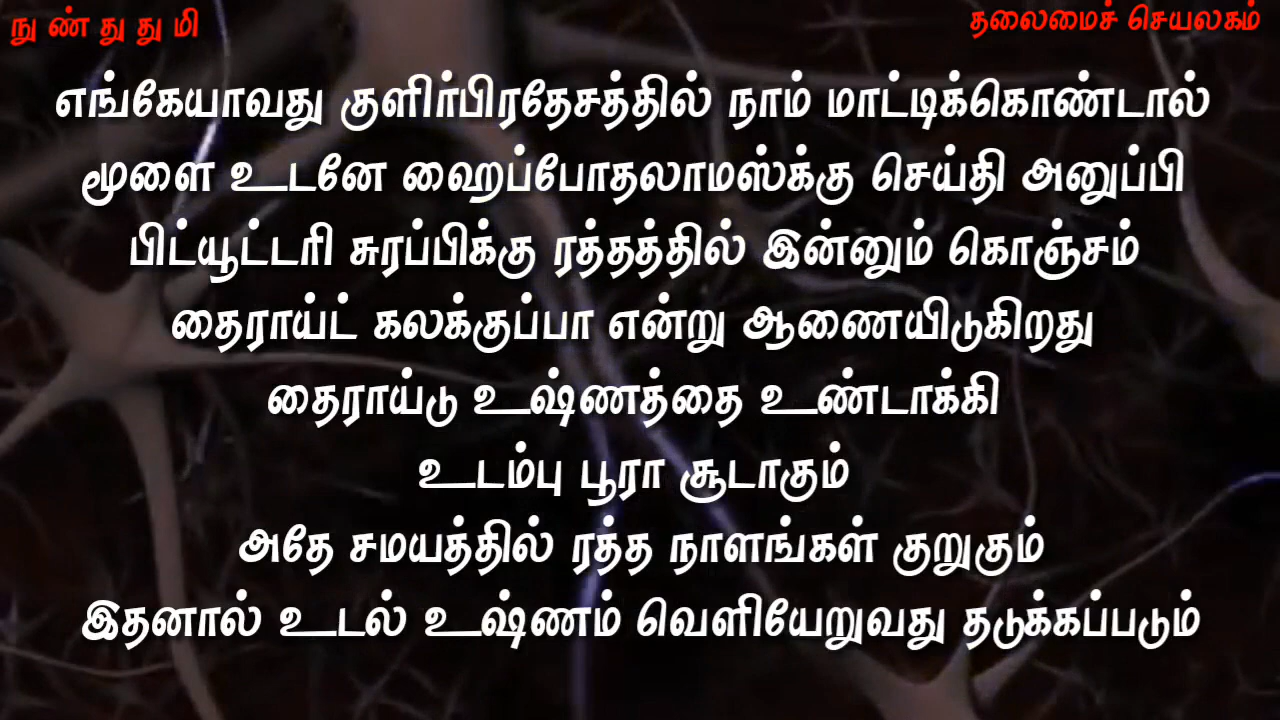 நுண்துதுமி
தலைமைச் செயலகம்
எங்கேயாவது குளிர்பிரதேசத்தில் நாம் மாட்டிக்கொண்டால்
மூளை உடனே ஹைப்போதலாமஸ்க்கு செய்தி அனுப்பி
பிட்யூட்டரி சுரப்பிக்கு ரத்தத்தில் இன்னும் கொஞ்சம்
தைராய்ட் கலக்குப்பா என்று ஆணையிடுகிறது
தைராய்டு உஷ்ணத்தை உண்டாக்கி
உடம்பு பூரா சூடாகும்
அதே சமயத்தில் ரத்த நாளங்கள் குறுகும்
இதனால் உடல் உஷ்ணம் வெளியேறுவது தடுக்கப்படும்